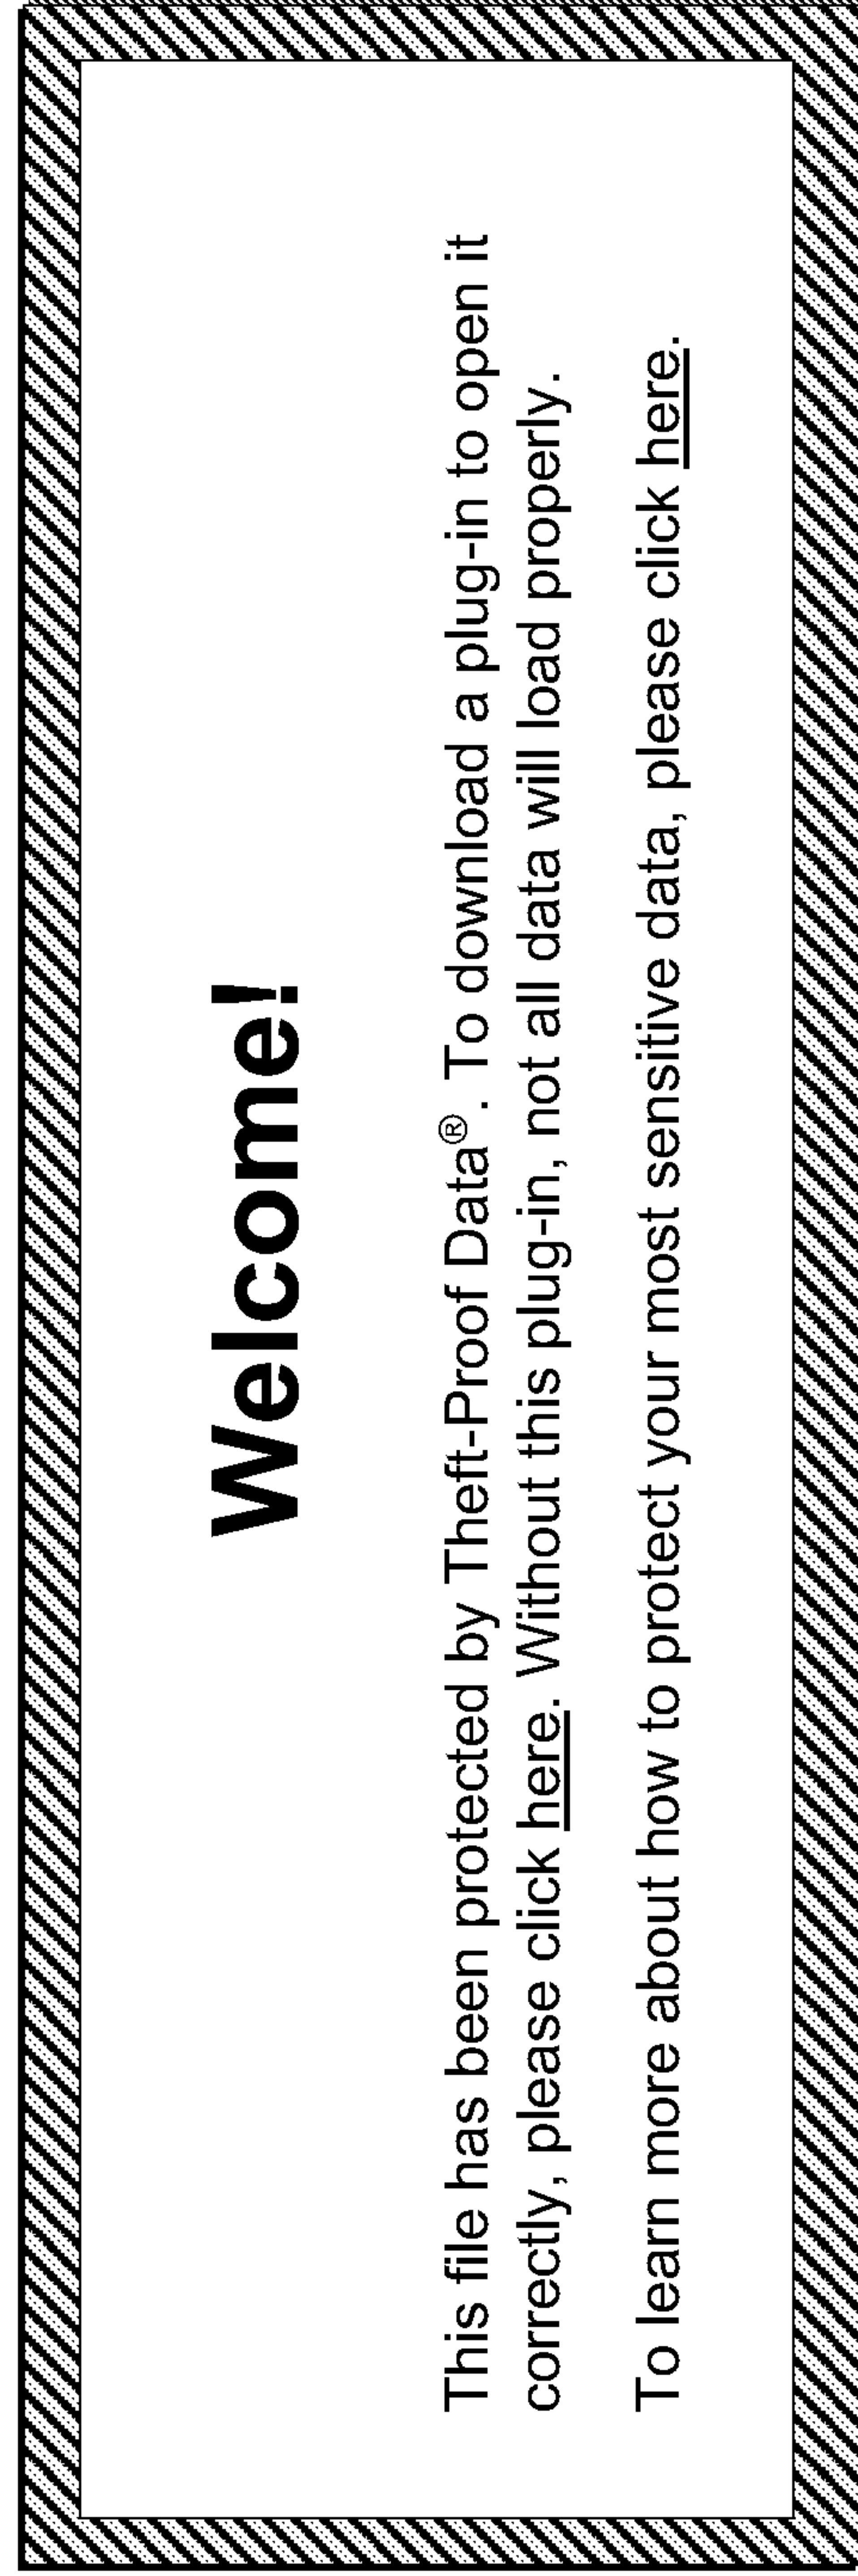 Welcome!
This file has been protected by Theft-Proof Data®. To download a plug-in to open it
correctly, please click here. Without this plug-in, not all data will load properly.
To learn more about how to protect your most sensitive data, please click here.